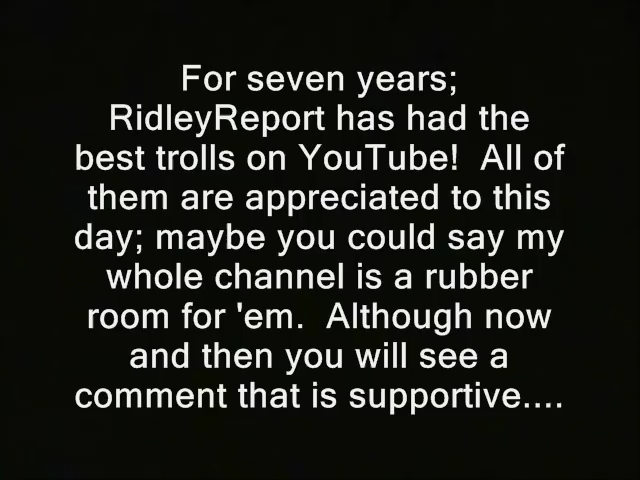 For seven years;
RidleyReport has had the
best trolls on YouTube!  All of
them are appreciated to this
day; maybe you could say my
whole channel is a rubber
room for 'em.  Although now
and then you will see a
comment that is supportive....